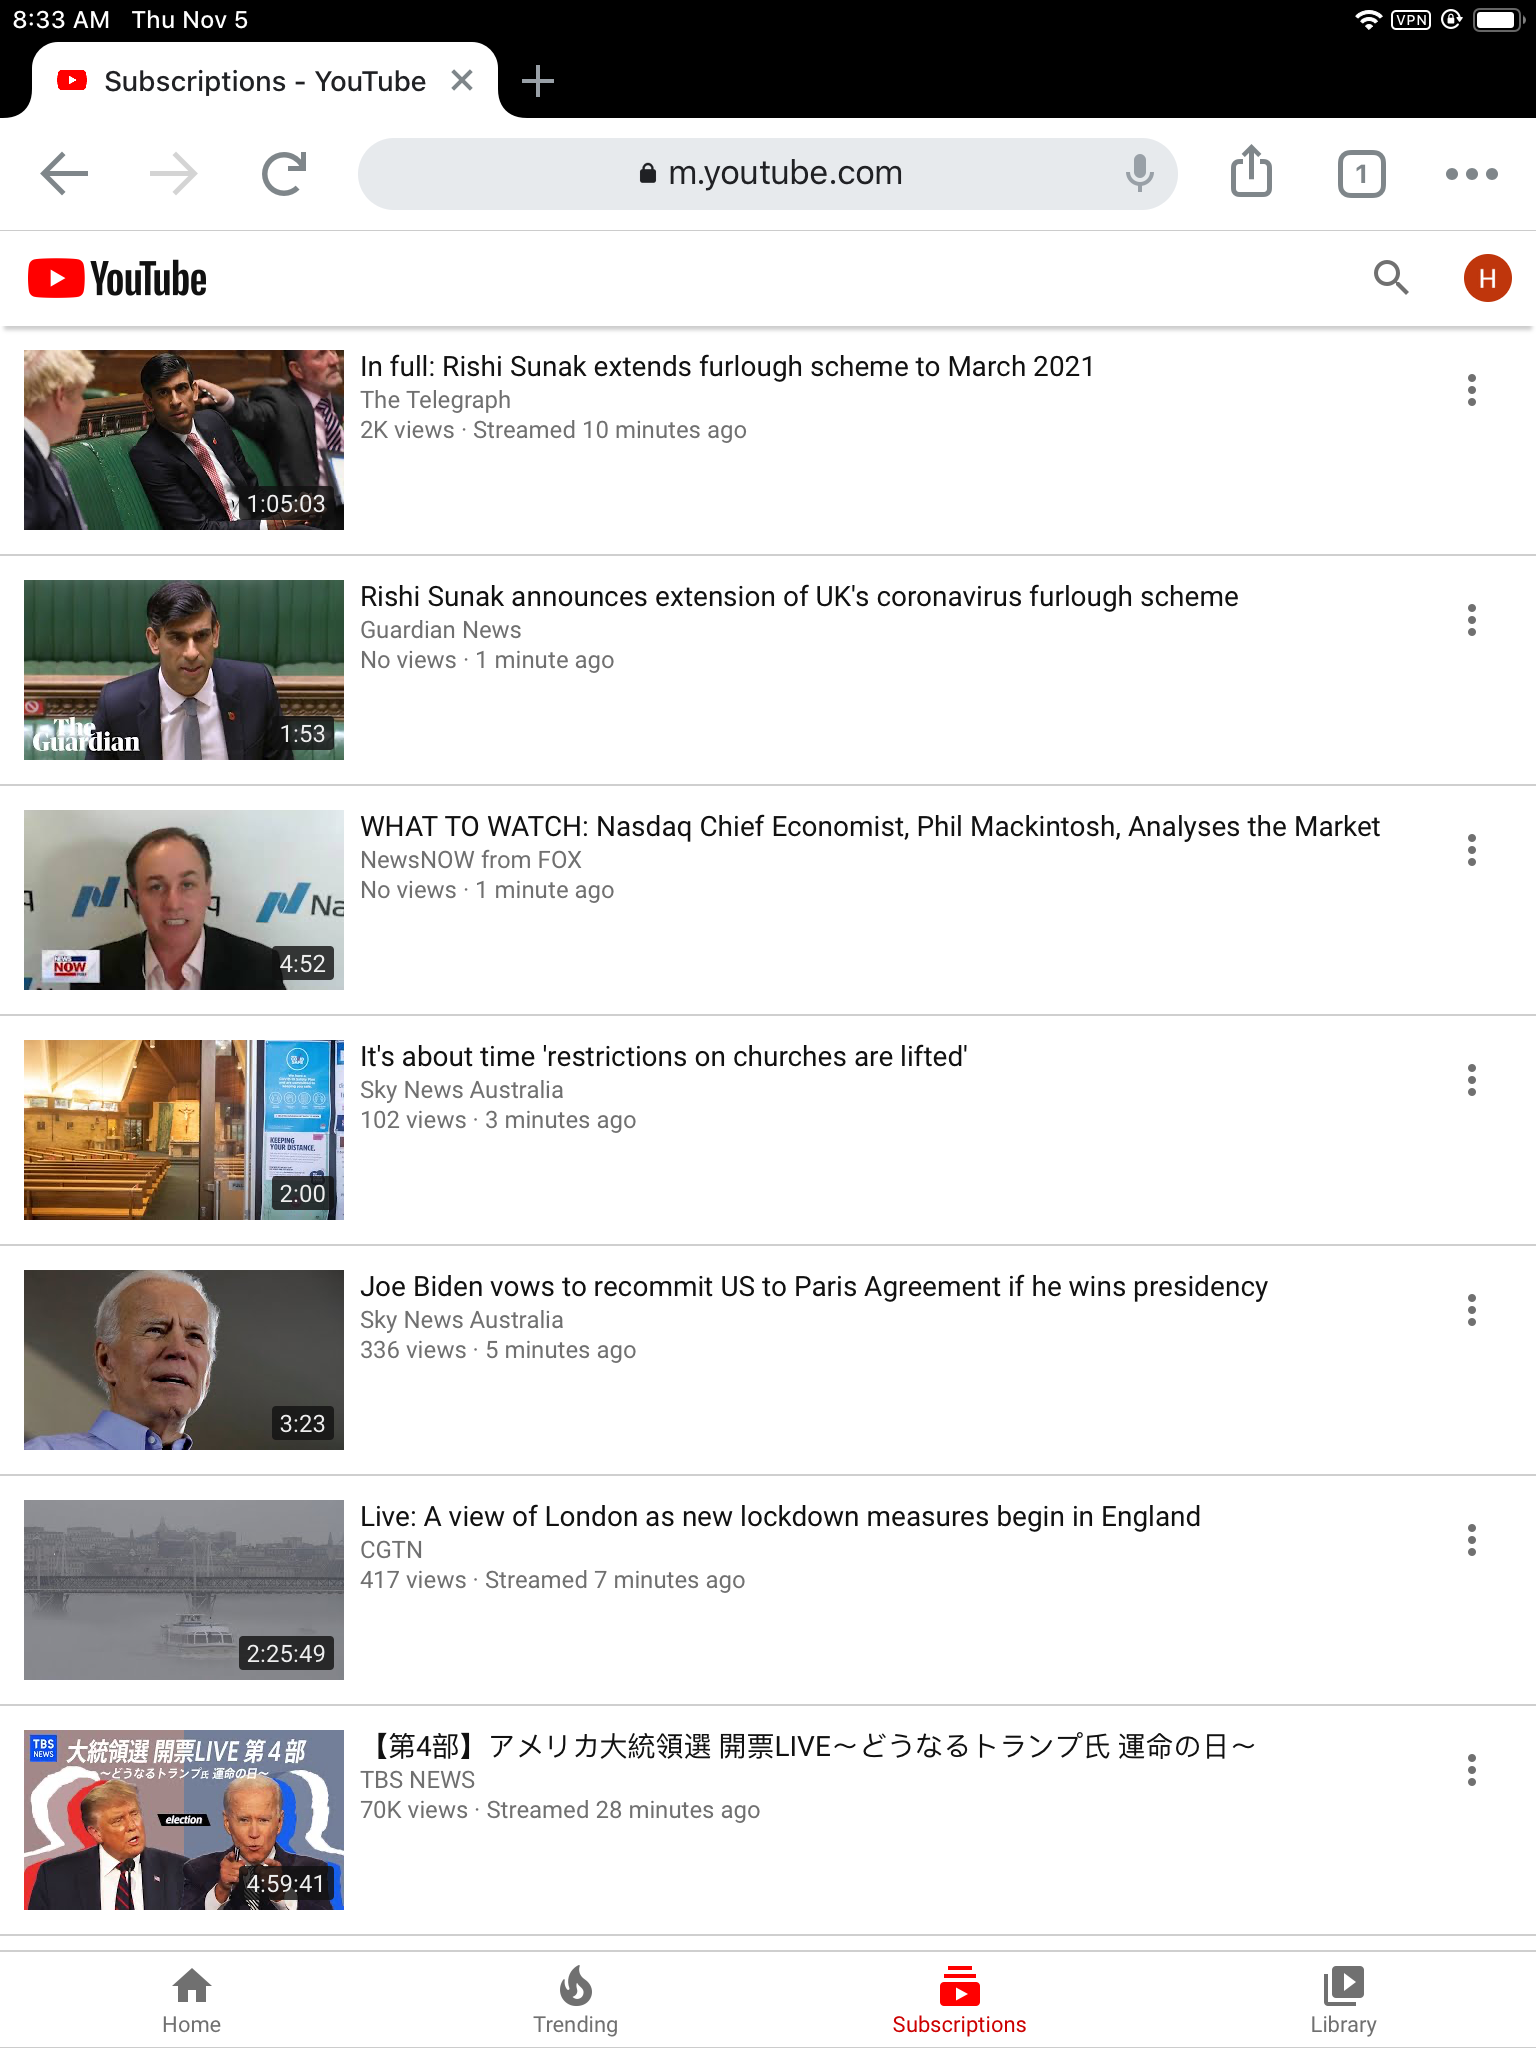 8:33 AM Thu Nov 5
VPN
Subscriptions - YouTube
m.youtube.com
1
YouTube
H
In full: Rishi Sunak extends furlough scheme to March 2021
The Telegraph
2K views · Streamed 10 minutes ago
1:05:03
Rishi Sunak announces extension of UK's coronavirus furlough scheme
Guardian News
No views · 1 minute ago
The
Guardian
1:53
WHAT TO WATCH: Nasdaq Chief Economist, Phil Mackintosh, Analyses the Market
NewsNOW from FOX
No views · 1 minute ago
NEWS
NOW
4:52
It's about time 'restrictions on churches are lifted'
Sky News Australia
102 views · 3 minutes ago
KEEPING
YOUR DISTANCE.
2:00
Joe Biden vows to recommit US to Paris Agreement if he wins presidency
Sky News Australia
336 views · 5 minutes ago
3:23
Live: A view of London as new lockdown measures begin in England
CGTN
417 views · Streamed 7 minutes ago
2:25:49
【第4部】アメリカ大統領選 開票LIVE～どうなるトランプ氏 運命の日～
TBS NEWS
70K views · Streamed 28 minutes ago
TBS
NEWS
大統領選 開票LIVE 第4部
～どうなるトランプ氏 運命の日～
election
4:59:41
Home
Trending
Subscriptions
Library